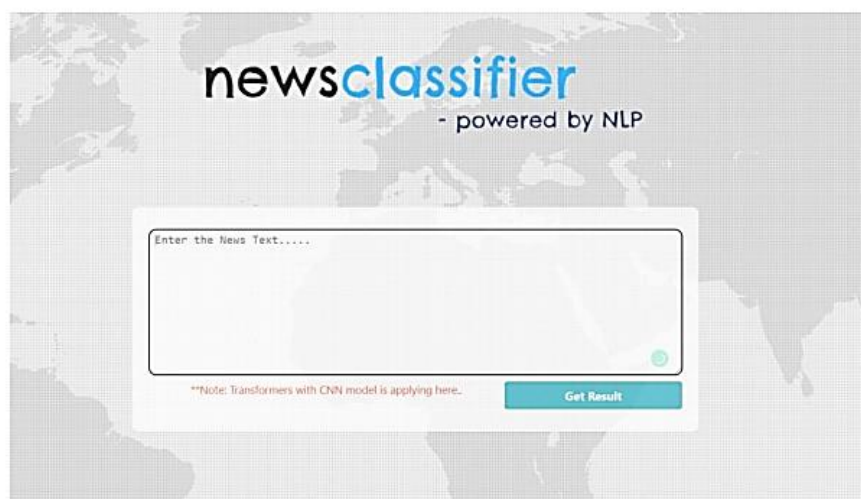 newsclassifier
- powered by NLP
Enter the News Text.....
**Note: Transformers with CNN model is applying here..
Get Result